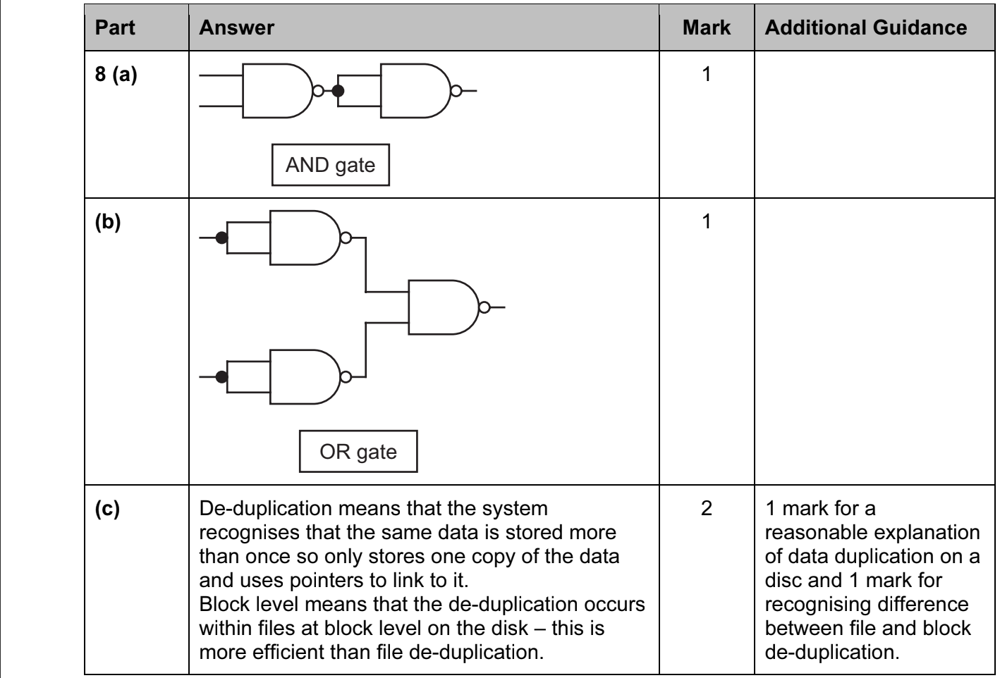 Part Answer Mark Additional Guidance
8 (a) 1
AND gate
(b) 1
OR gate
(c) De-duplication means that the system 2 1 mark for a
recognises that the same data is stored more reasonable explanation
than once so only stores one copy of the data of data duplication on a
and uses pointers to link to it. disc and 1 mark for
Block level means that the de-duplication occurs recognising difference
within files at block level on the disk – this is between file and block
more efficient than file de-duplication. de-duplication.